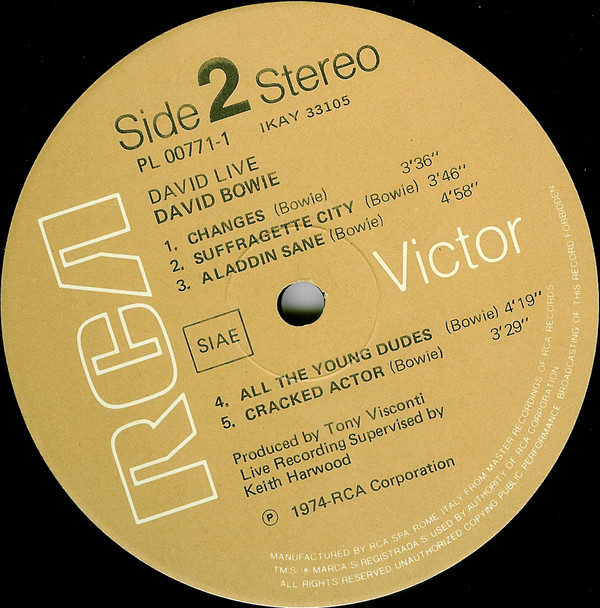 Side 2 Stereo
PL 00771-1 IKAY 33105
DAVID LIVE
DAVID BOWIE
1. CHANGES (Bowie) 3'36''
2. SUFFRAGETTE CITY (Bowie) 3'46''
3. ALADDIN SANE (Bowie) 4'58''
RCA
Victor
SIAE
4. ALL THE YOUNG DUDES (Bowie) 4'19''
5. CRACKED ACTOR (Bowie) 3'29''
Produced by Tony Visconti
Live Recording Supervised by
Keith Harwood
Ⓟ 1974-RCA Corporation
MANUFACTURED BY RCA SPA, ROME, ITALY FROM MASTER RECORDINGS OF RCA RECORDS
TM.S. ® MARCA(S) REGISTRADA(S) USED BY AUTHORITY OF RCA CORPORATION
ALL RIGHTS RESERVED UNAUTHORIZED COPYING PUBLIC PERFORMANCE BROADCASTING OF THIS RECORD FORBIDDEN